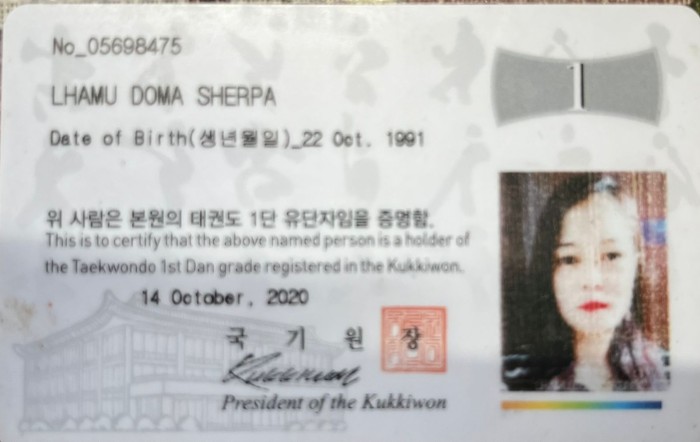 No_05698475
1
LHAMU DOMA SHERPA
Date of Birth(생년월일)_22 Oct. 1991
위 사람은 본원의 태권도 1단 유단자임을 증명함.
This is to certify that the above named person is a holder of
the Taekwondo 1st Dan grade registered in the Kukkiwon.
14 October, 2020
국 기 원 장
Kukkiwon
President of the Kukkiwon